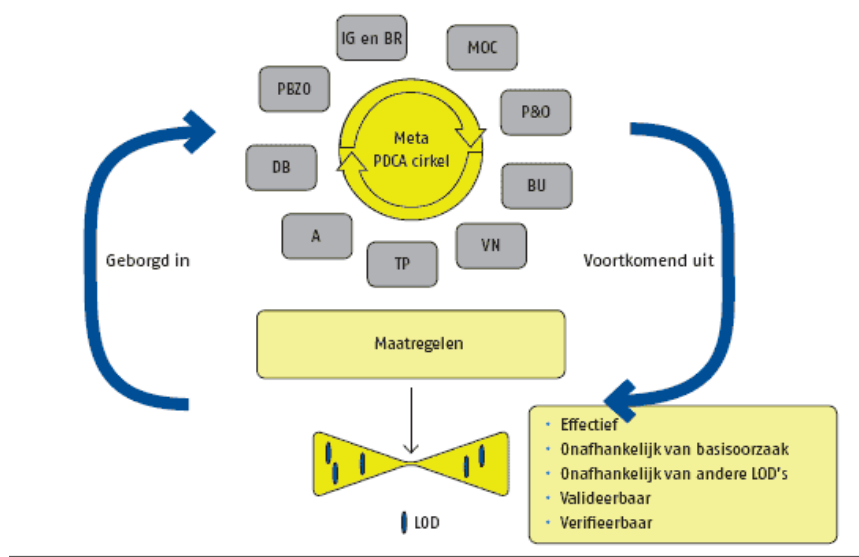 IG en BR
MOC
PBZO
P&O
Meta
PDCA cirkel
DB
BU
A
VN
TP
Geborgd in
Voortkomend uit
Maatregelen
• Effectief
• Onafhankelijk van basisoorzaak
• Onafhankelijk van andere LOD's
• Valideerbaar
• Verifieerbaar
LOD